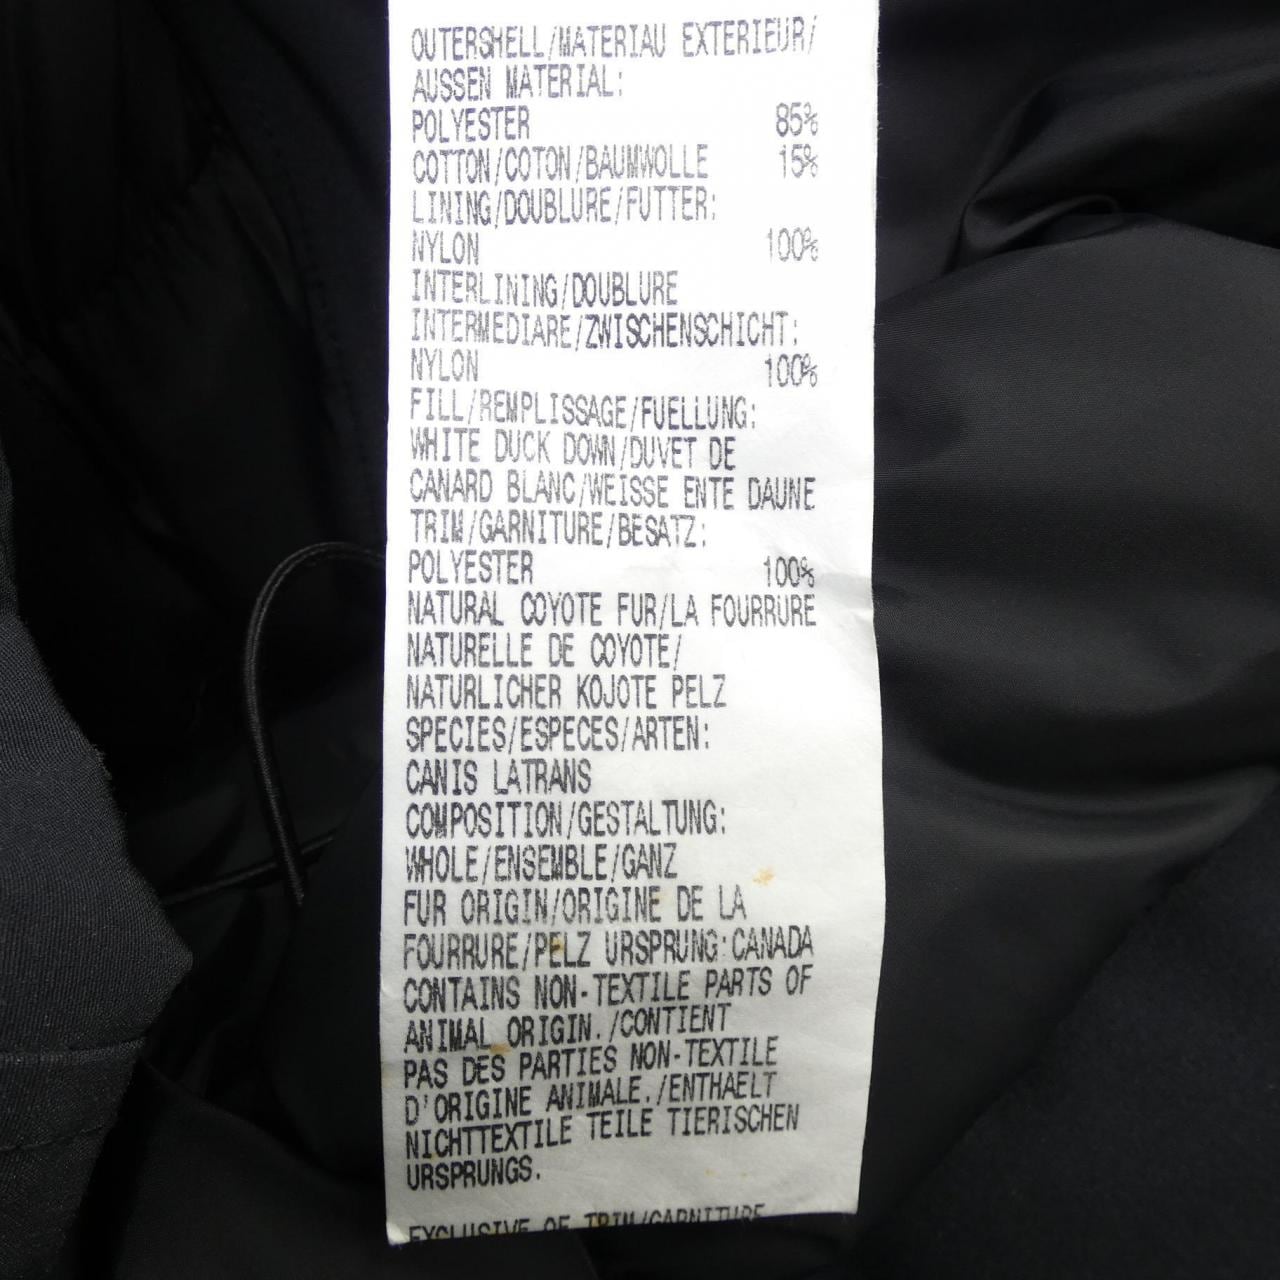 OUTERSHELL/MATERIAU EXTERIEUR/
AUSSEN MATERIAL:
POLYESTER 85%
COTTON/COTON/BAUMWOLLE 15%
LINING/DOUBLURE/FUTTER:
NYLON 100%
INTERLINING/DOUBLURE
INTERMEDIARE/ZWISCHENSCHICHT:
NYLON 100%
FILL/REMPLISSAGE/FUELLUNG:
WHITE DUCK DOWN/DUVET DE
CANARD BLANC/WEISSE ENTE DAUNE
TRIM/GARNITURE/BESATZ:
POLYESTER 100%
NATURAL COYOTE FUR/LA FOURRURE
NATURELLE DE COYOTE/
NATURLICHER KOJOTE PELZ
SPECIES/ESPECES/ARTEN:
CANIS LATRANS
COMPOSITION/GESTALTUNG:
WHOLE/ENSEMBLE/GANZ
FUR ORIGIN/ORIGINE DE LA
FOURRURE/PELZ URSPRUNG:CANADA
CONTAINS NON-TEXTILE PARTS OF
ANIMAL ORIGIN./CONTIENT
PAS DES PARTIES NON-TEXTILE
D'ORIGINE ANIMALE./ENTHAELT
NICHTTEXTILE TEILE TIERISCHEN
URSPRUNGS.
EXCLUSIVE OF TRIM/GARNITURE